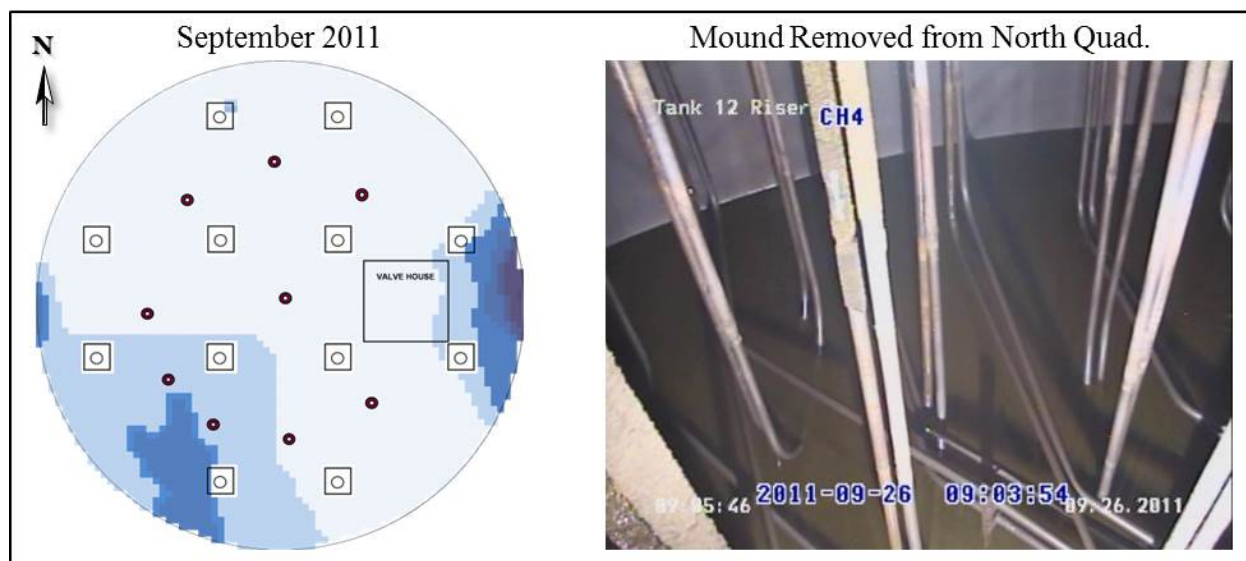 September 2011
N
VALVE HOUSE
Mound Removed from North Quad.
Tank 12 Riser
CH4
09:05:46
2011-09-26 09:03:54
09.26.2011